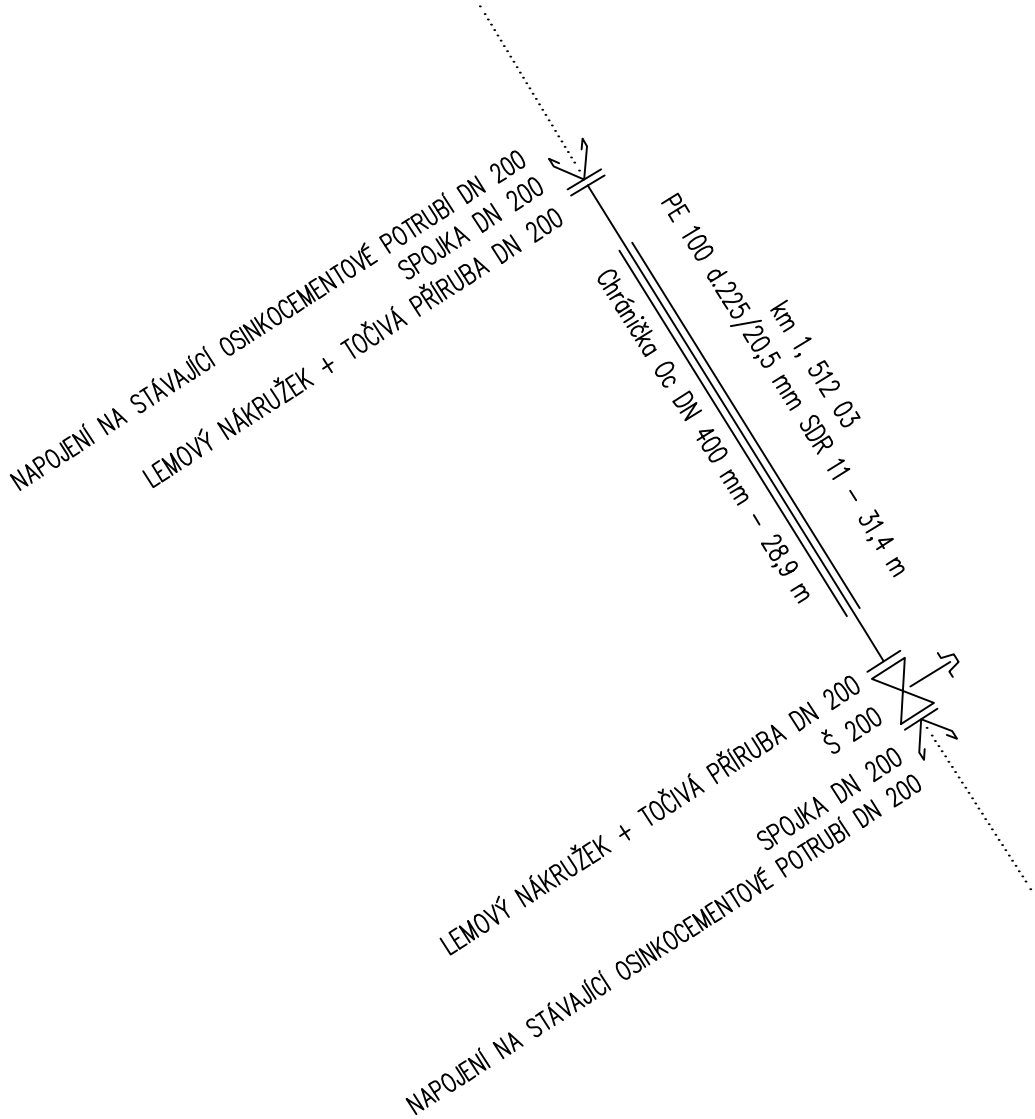 NAPOJENÍ NA STÁVAJÍCÍ OSINKOCEMENTOVÉ POTRUBÍ DN 200
SPOJKA DN 200
LEMOVÝ NÁKRUŽEK + TOČIVÁ PŘÍRUBA DN 200
km 1, 512 03
PE 100 d.225/20,5 mm SDR 11 – 31,4 m
Chránička Oc DN 400 mm – 28,9 m
LEMOVÝ NÁKRUŽEK + TOČIVÁ PŘÍRUBA DN 200
Š 200
SPOJKA DN 200
NAPOJENÍ NA STÁVAJÍCÍ OSINKOCEMENTOVÉ POTRUBÍ DN 200